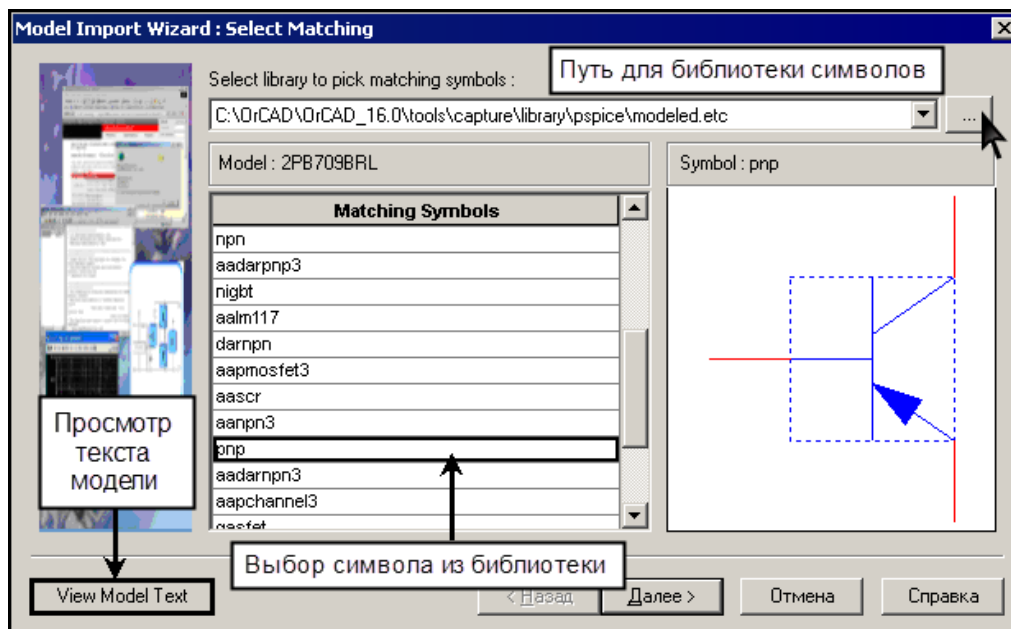 Model Import Wizard : Select Matching
Select library to pick matching symbols :
Путь для библиотеки символов
C:\OrCAD\OrCAD_16.0\tools\capture\library\pspice\modeled.etc
...
Model : 2PB709BRL
Symbol : pnp
Matching Symbols
npn
aadarpnp3
nigbt
aalm117
darnpn
aapmosfet3
aascr
aanpn3
pnp
aadarnpn3
aapchannel3
gasfet
Просмотр
текста
модели
Выбор символа из библиотеки
View Model Text
< Назад
Далее >
Отмена
Справка